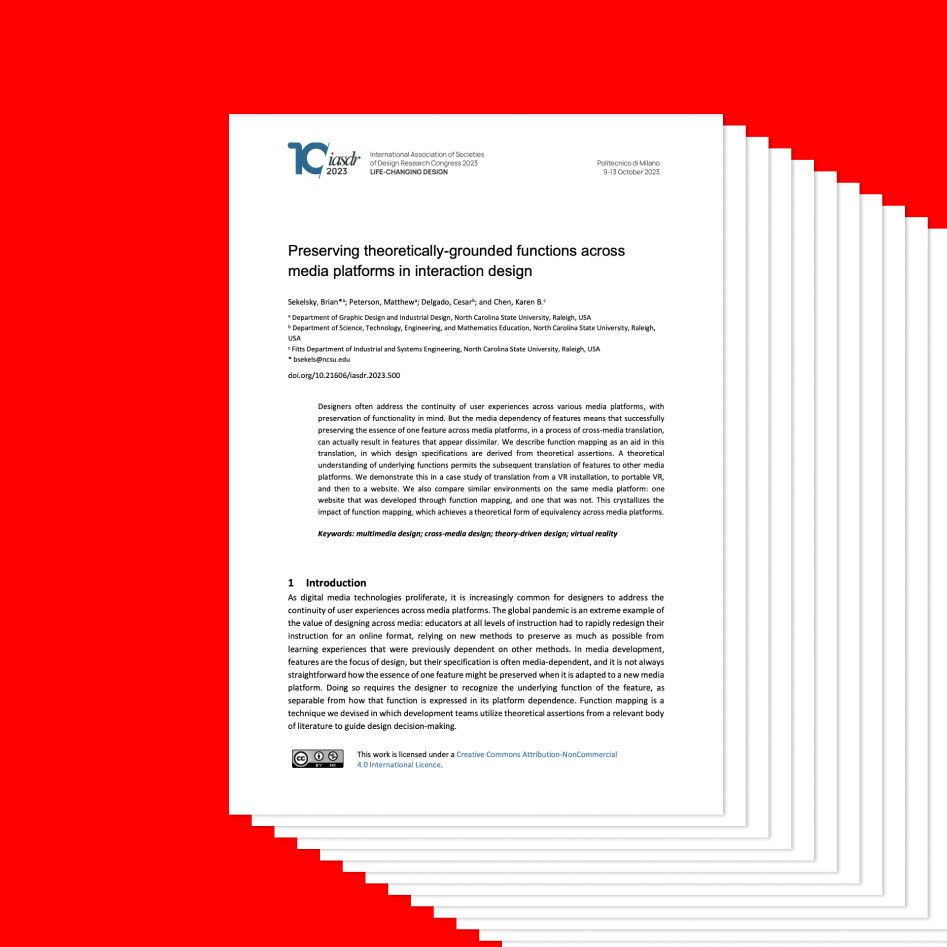 10 iasdr
2023
International Association of Societies
of Design Research Congress 2023
LIFE-CHANGING DESIGN
Politecnico di Milano
9-13 October 2023
Preserving theoretically-grounded functions across
media platforms in interaction design
Sekelsky, Brian*ᵃ; Peterson, Matthewᵃ; Delgado, Cesarᵇ; and Chen, Karen B.ᶜ
ᵃ Department of Graphic Design and Industrial Design, North Carolina State University, Raleigh, USA
ᵇ Department of Science, Technology, Engineering, and Mathematics Education, North Carolina State University, Raleigh,
USA
ᶜ Fitts Department of Industrial and Systems Engineering, North Carolina State University, Raleigh, USA
* bsekels@ncsu.edu
doi.org/10.21606/iasdr.2023.500
Designers often address the continuity of user experiences across various media platforms, with
preservation of functionality in mind. But the media dependency of features means that successfully
preserving the essence of one feature across media platforms, in a process of cross-media translation,
can actually result in features that appear dissimilar. We describe function mapping as an aid in this
translation, in which design specifications are derived from theoretical assertions. A theoretical
understanding of underlying functions permits the subsequent translation of features to other media
platforms. We demonstrate this in a case study of translation from a VR installation, to portable VR,
and then to a website. We also compare similar environments on the same media platform: one
website that was developed through function mapping, and one that was not. This crystallizes the
impact of function mapping, which achieves a theoretical form of equivalency across media platforms.
Keywords: multimedia design; cross-media design; theory-driven design; virtual reality
1 Introduction
As digital media technologies proliferate, it is increasingly common for designers to address the
continuity of user experiences across media platforms. The global pandemic is an extreme example of
the value of designing across media: educators at all levels of instruction had to rapidly redesign their
instruction for an online format, relying on new methods to preserve as much as possible from
learning experiences that were previously dependent on other methods. In media development,
features are the focus of design, but their specification is often media-dependent, and it is not always
straightforward how the essence of one feature might be preserved when it is adapted to a new media
platform. Doing so requires the designer to recognize the underlying function of the feature, as
separable from how that function is expressed in its platform dependence. Function mapping is a
technique we devised in which development teams utilize theoretical assertions from a relevant body
of literature to guide design decision-making.
cc BY NC
This work is licensed under a Creative Commons Attribution-NonCommercial
4.0 International Licence.